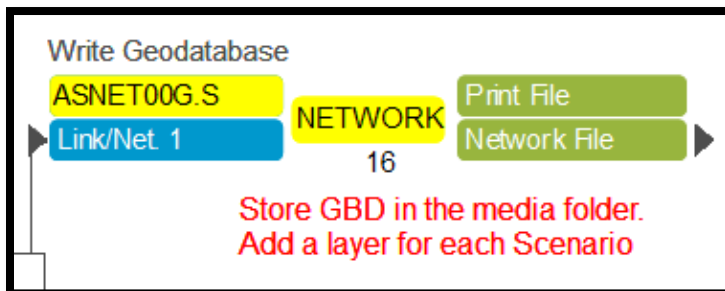 Write Geodatabase
ASNET00G.S
Link/Net. 1
NETWORK
16
Print File
Network File
Store GBD in the media folder.
Add a layer for each Scenario